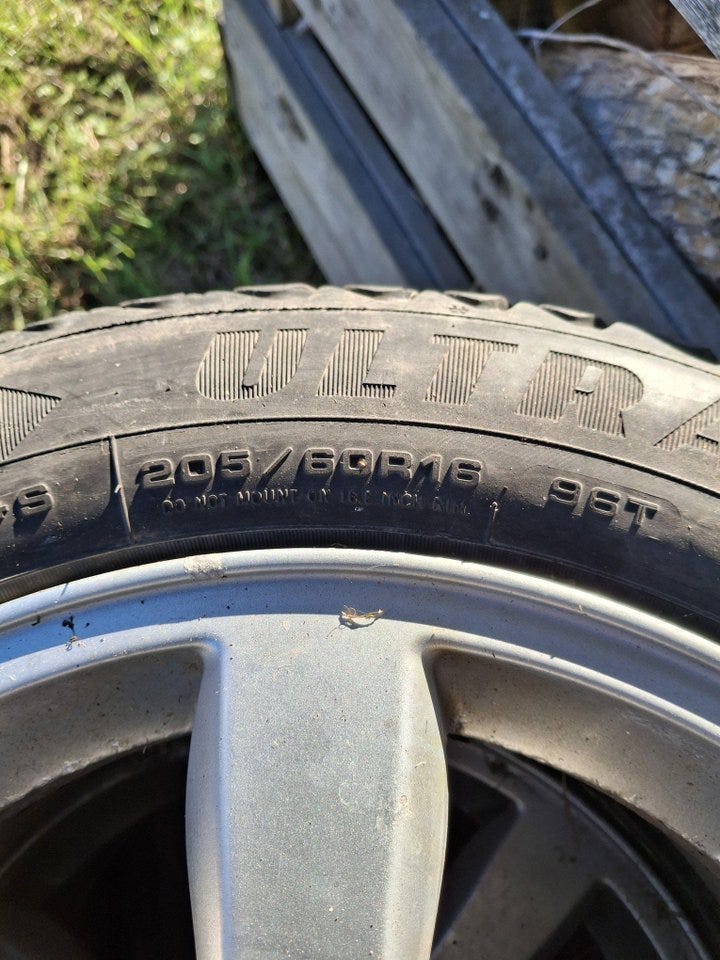 ULTRA
+S
205/60R16
96T
DO NOT MOUNT ON 16.5 INCH RIM.